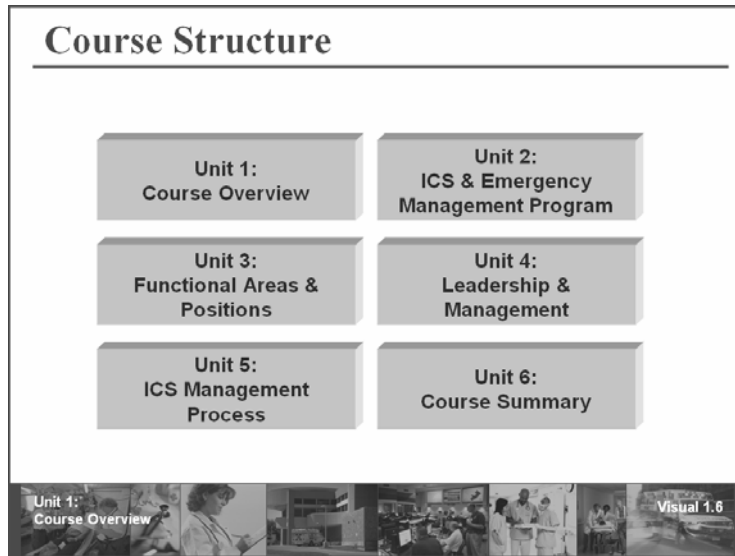 Course Structure
Unit 1:
Course Overview
Unit 2:
ICS & Emergency
Management Program
Unit 3:
Functional Areas &
Positions
Unit 4:
Leadership &
Management
Unit 5:
ICS Management
Process
Unit 6:
Course Summary
Unit 1:
Course Overview
Visual 1.6